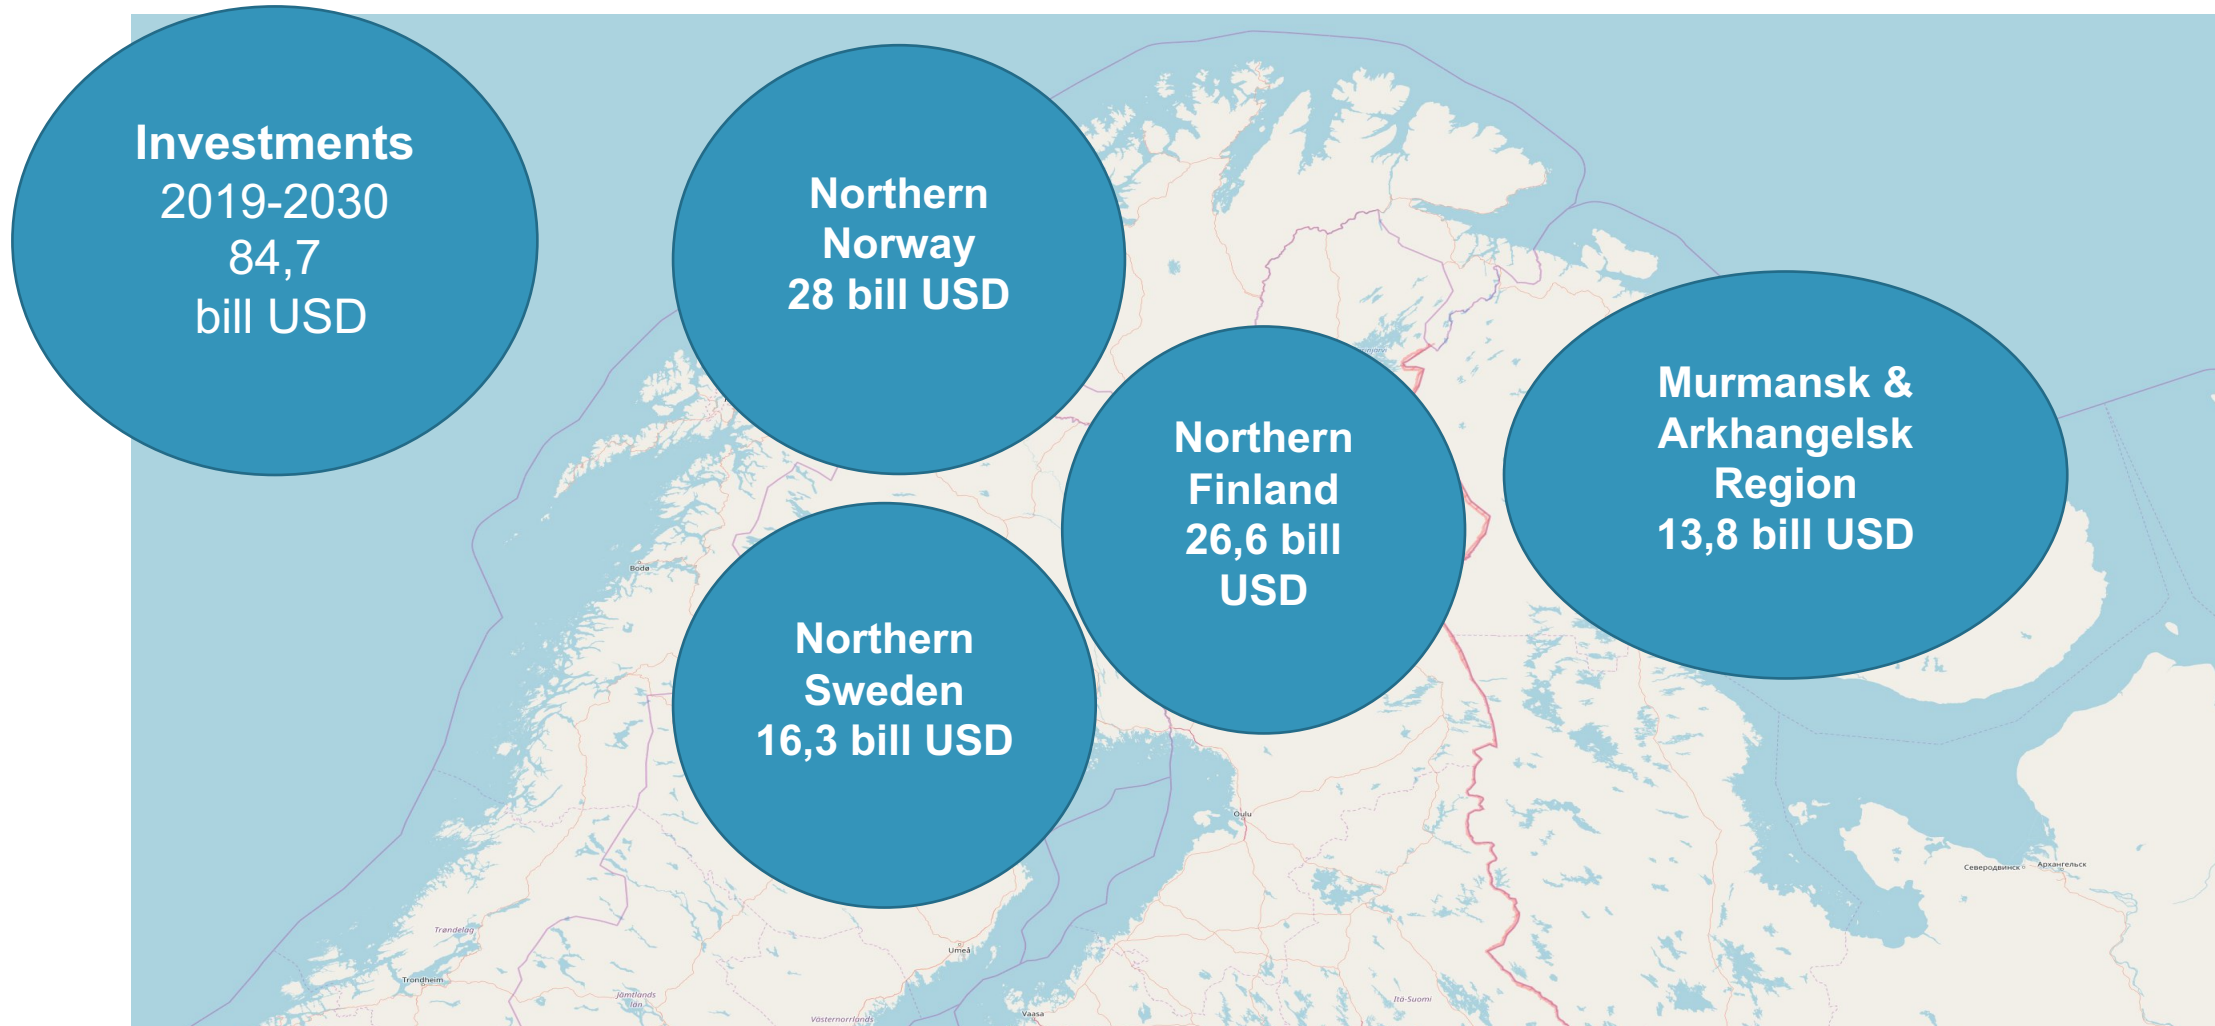 Investments
2019-2030
84,7
bill USD
Northern
Norway
28 bill USD
Northern
Finland
26,6 bill
USD
Murmansk &
Arkhangelsk
Region
13,8 bill USD
Northern
Sweden
16,3 bill USD
Bodø
Oulu
Северодвинск
Архангельск
Trøndelag
Umeå
Trondheim
Jämtlands
län
Västernorrlands
Vaasa
Itä-Suomi